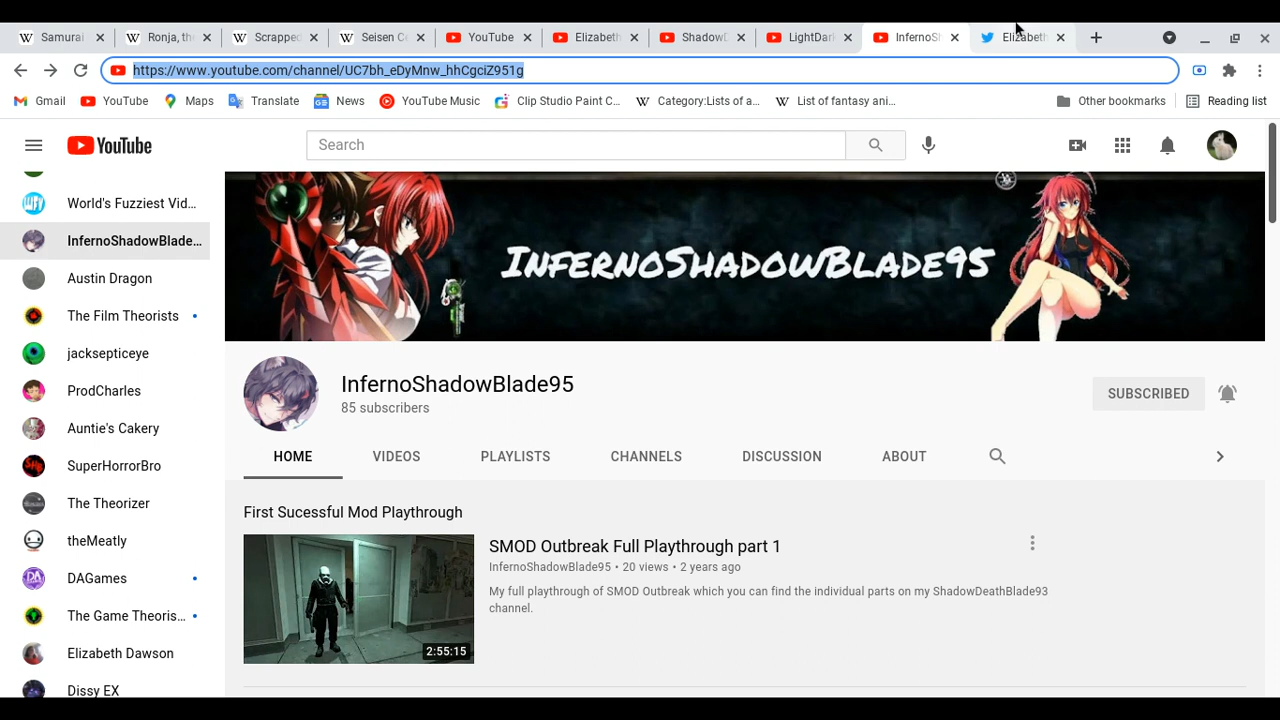 Samurai
Ronja, the
Scrapped
Seisen Ce
YouTube
Elizabeth
ShadowD
LightDark
InfernoSh
Elizabeth
https://www.youtube.com/channel/UC7bh_eDyMnw_hhCgciZ951g
Gmail
YouTube
Maps
Translate
News
YouTube Music
Clip Studio Paint C...
Category:Lists of a...
List of fantasy ani...
Other bookmarks
Reading list
YouTube
Search
World's Fuzziest Vid...
InfernoShadowBlade...
Austin Dragon
The Film Theorists
jacksepticeye
ProdCharles
Auntie's Cakery
SuperHorrorBro
The Theorizer
theMeatly
DAGames
The Game Theoris...
Elizabeth Dawson
Dissy EX
InfernoShadowBlade95
InfernoShadowBlade95
85 subscribers
SUBSCRIBED
HOME
VIDEOS
PLAYLISTS
CHANNELS
DISCUSSION
ABOUT
First Sucessful Mod Playthrough
2:55:15
SMOD Outbreak Full Playthrough part 1
InfernoShadowBlade95 • 20 views • 2 years ago
My full playthrough of SMOD Outbreak which you can find the individual parts on my ShadowDeathBlade93
channel.